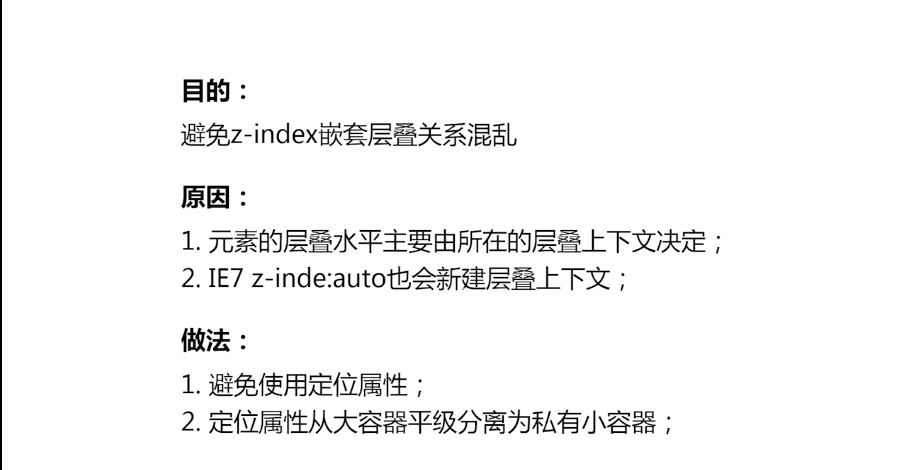 目的：
避免z-index嵌套层叠关系混乱
原因：
1. 元素的层叠水平主要由所在的层叠上下文决定；
2. IE7 z-inde:auto也会新建层叠上下文；
做法：
1. 避免使用定位属性；
2. 定位属性从大容器平级分离为私有小容器；